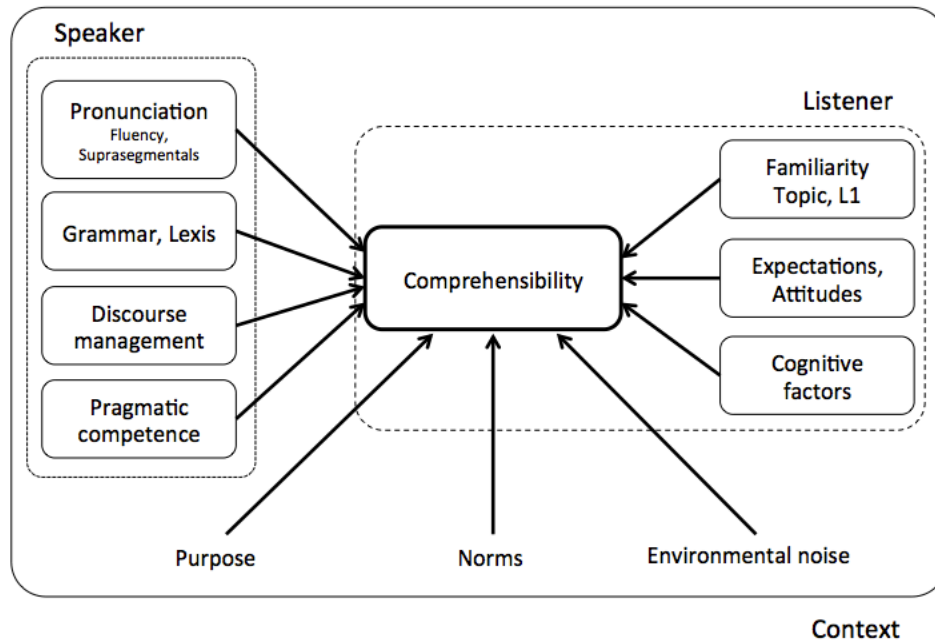 Speaker
Pronunciation
Fluency,
Suprasegmentals
Grammar, Lexis
Discourse
management
Pragmatic
competence
Listener
Comprehensibility
Familiarity
Topic, L1
Expectations,
Attitudes
Cognitive
factors
Purpose
Norms
Environmental noise
Context